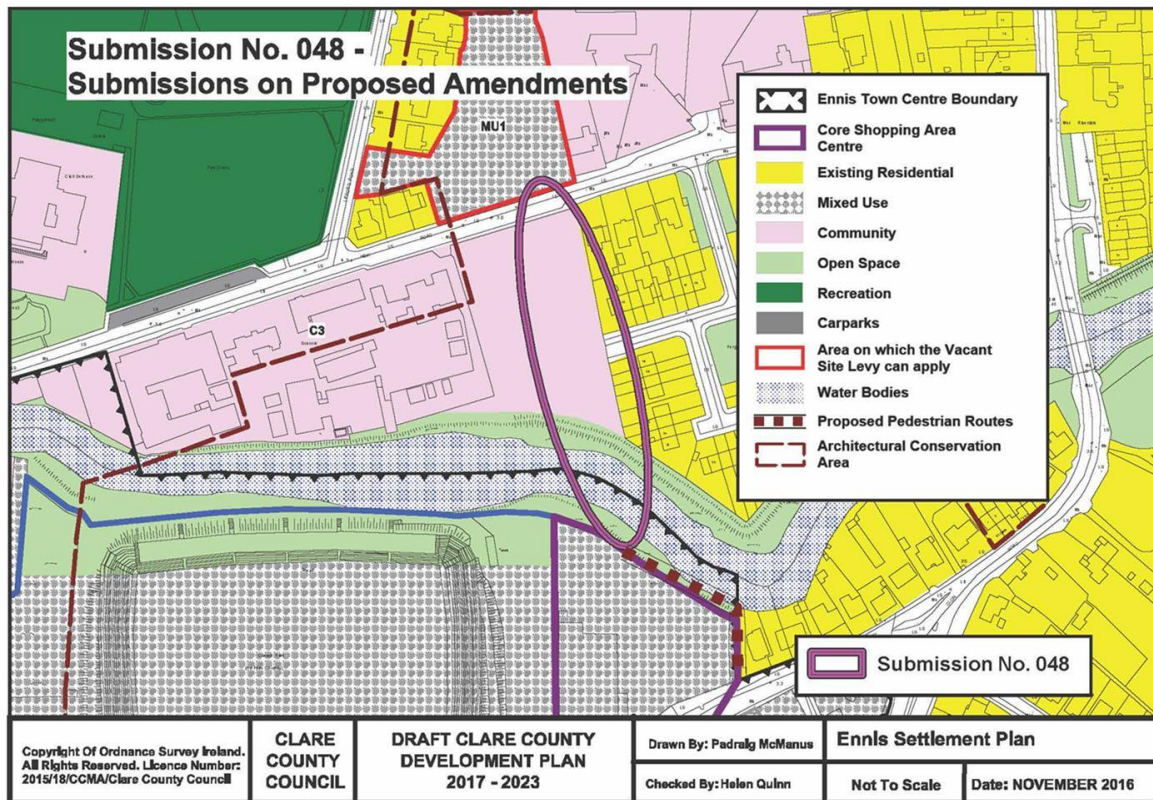 Submission No. 048 -
Submissions on Proposed Amendments
MU1
C3
Ennis Town Centre Boundary
Core Shopping Area
Centre
Existing Residential
Mixed Use
Community
Open Space
Recreation
Carparks
Area on which the Vacant
Site Levy can apply
Water Bodies
Proposed Pedestrian Routes
Architectural Conservation
Area
Submission No. 048
Copyright Of Ordnance Survey Ireland.
All Rights Reserved. Licence Number:
2015/18/CCMA/Clare County Council
CLARE
COUNTY
COUNCIL
DRAFT CLARE COUNTY
DEVELOPMENT PLAN
2017 - 2023
Drawn By: Padraig McManus
Checked By: Helen Quinn
Ennis Settlement Plan
Not To Scale
Date: NOVEMBER 2016